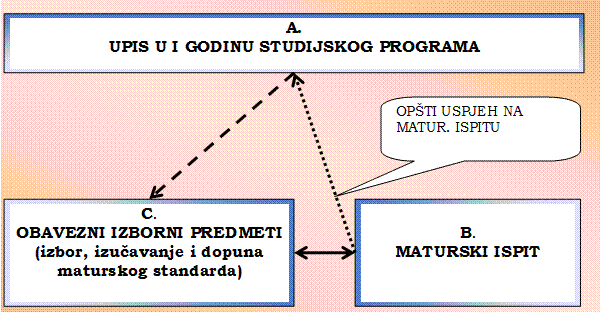 A.
UPIS U I GODINU STUDIJSKOG PROGRAMA
OPŠTI USPJEH NA
MATUR. ISPITU
C.
OBAVEZNI IZBORNI PREDMETI
(izbor, izučavanje i dopuna
maturskog standarda)
B.
MATURSKI ISPIT